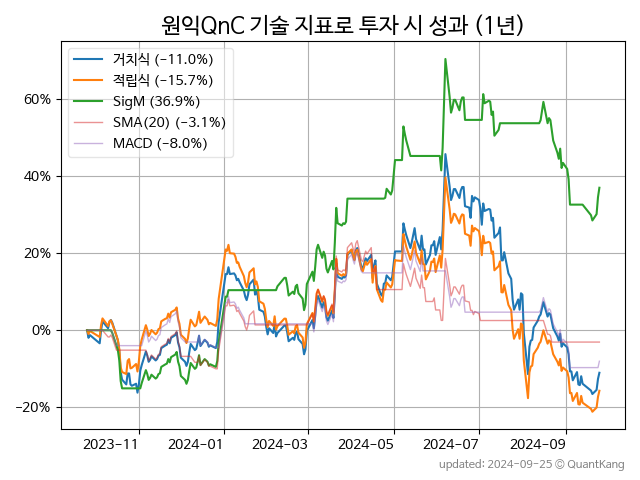 원익QnC 기술 지표로 투자 시 성과 (1년)
거치식 (−11.0%)
적립식 (−15.7%)
SigM (36.9%)
SMA(20) (−3.1%)
MACD (−8.0%)
60%
40%
20%
0%
−20%
2023-11 2024-01 2024-03 2024-05 2024-07 2024-09
updated: 2024-09-25 © QuantKang